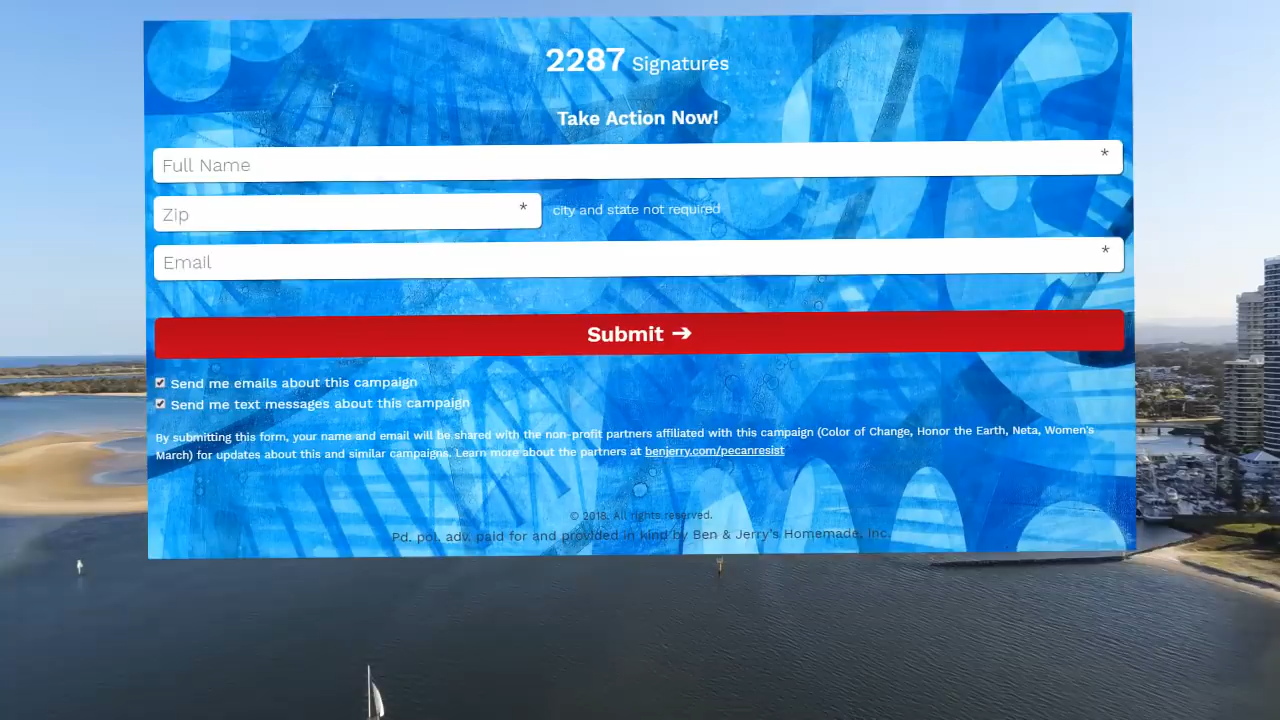 2287 Signatures
Take Action Now!
Full Name *
Zip * city and state not required
Email *
Submit ➔
Send me emails about this campaign
Send me text messages about this campaign
By submitting this form, your name and email will be shared with the non-profit partners affiliated with this campaign (Color of Change, Honor the Earth, Neta, Women's
March) for updates about this and similar campaigns. Learn more about the partners at benjerry.com/pecanresist
© 2018. All rights reserved.
Pd. pol. adv. paid for and provided in kind by Ben & Jerry's Homemade, Inc.